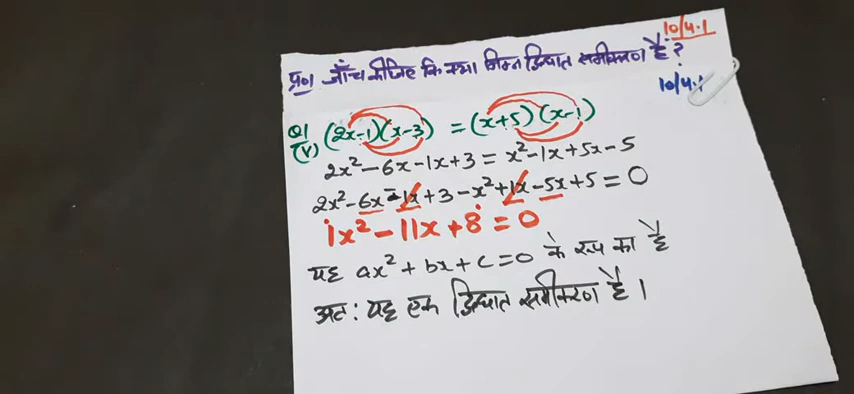 10/4.1
प्र०१ जाँच कीजिए कि क्या निम्न द्विघात समीकरण है?
10/4.1
Q1 (v) (2x-1)(x-3) = (x+5)(x-1)
2x²-6x-1x+3 = x²-1x+5x-5
2x²-6x-1x+3-x²+1x-5x+5=0
1x²-11x+8=0
यह ax²+bx+c=0 के रूप का है
अतः यह एक द्विघात समीकरण है।